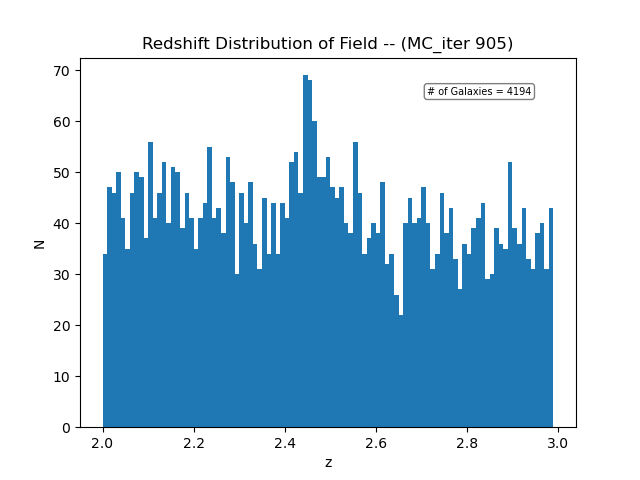 Redshift Distribution of Field -- (MC_iter 905)
# of Galaxies = 4194
70
60
50
40
30
20
10
0
N
2.0 2.2 2.4 2.6 2.8 3.0
z